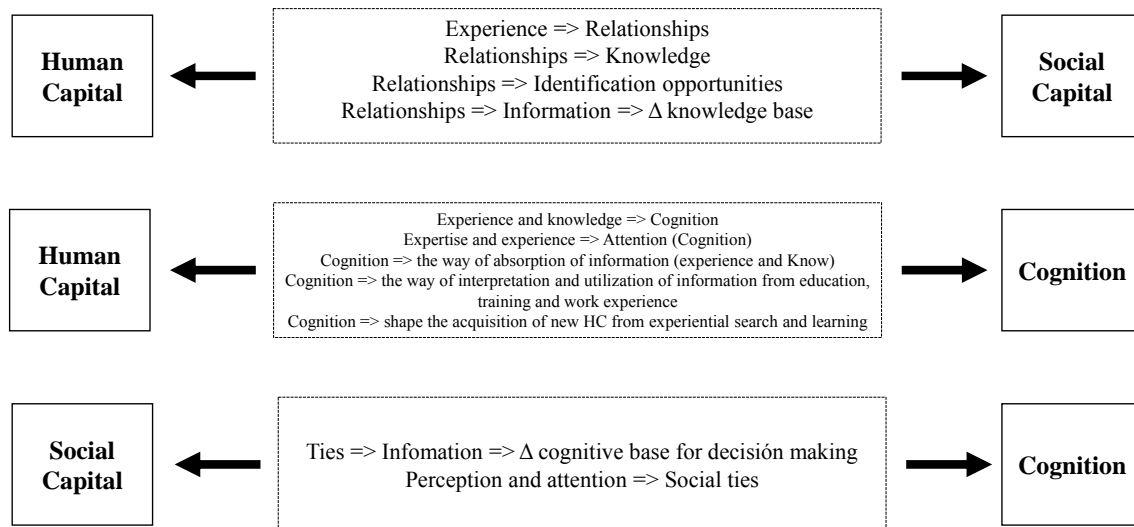 Human
Capital
Experience => Relationships
Relationships => Knowledge
Relationships => Identification opportunities
Relationships => Information => Δ knowledge base
Social
Capital
Human
Capital
Experience and knowledge => Cognition
Expertise and experience => Attention (Cognition)
Cognition => the way of absorption of information (experience and Know)
Cognition => the way of interpretation and utilization of information from education,
training and work experience
Cognition => shape the acquisition of new HC from experiential search and learning
Cognition
Social
Capital
Ties => Infomation => Δ cognitive base for decisión making
Perception and attention => Social ties
Cognition